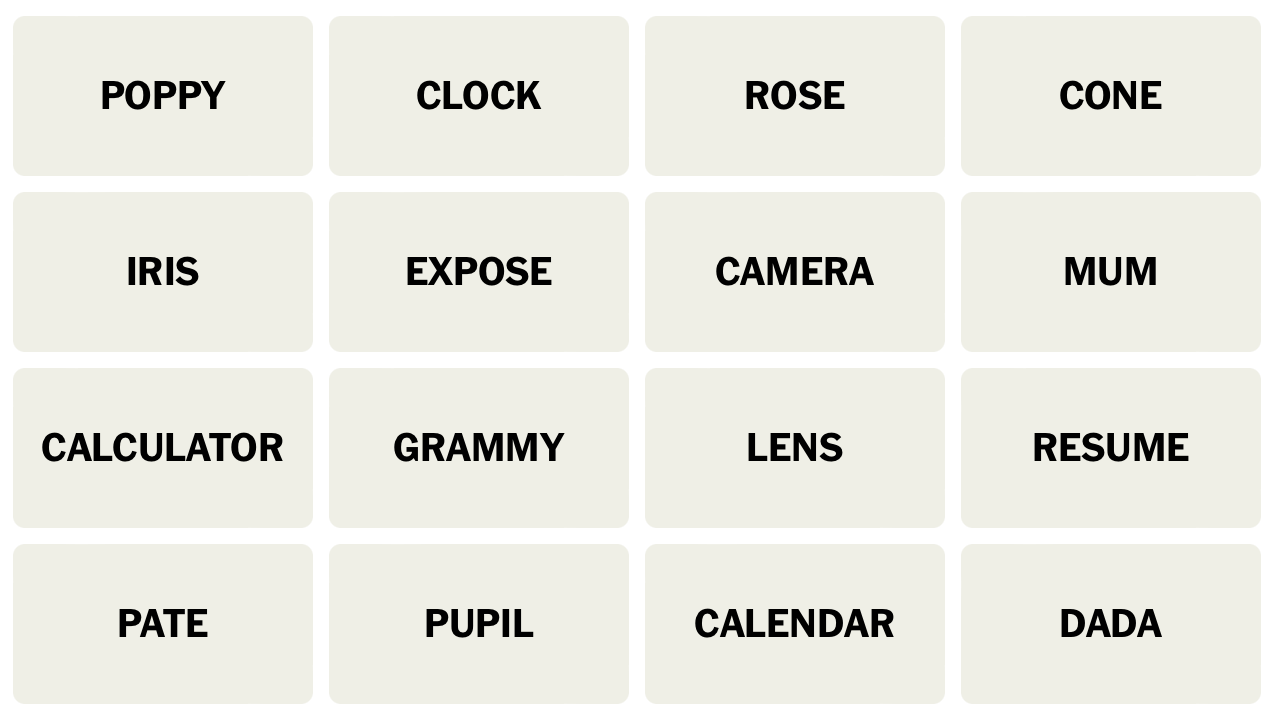 POPPY
CLOCK
ROSE
CONE
IRIS
EXPOSE
CAMERA
MUM
CALCULATOR
GRAMMY
LENS
RESUME
PATE
PUPIL
CALENDAR
DADA